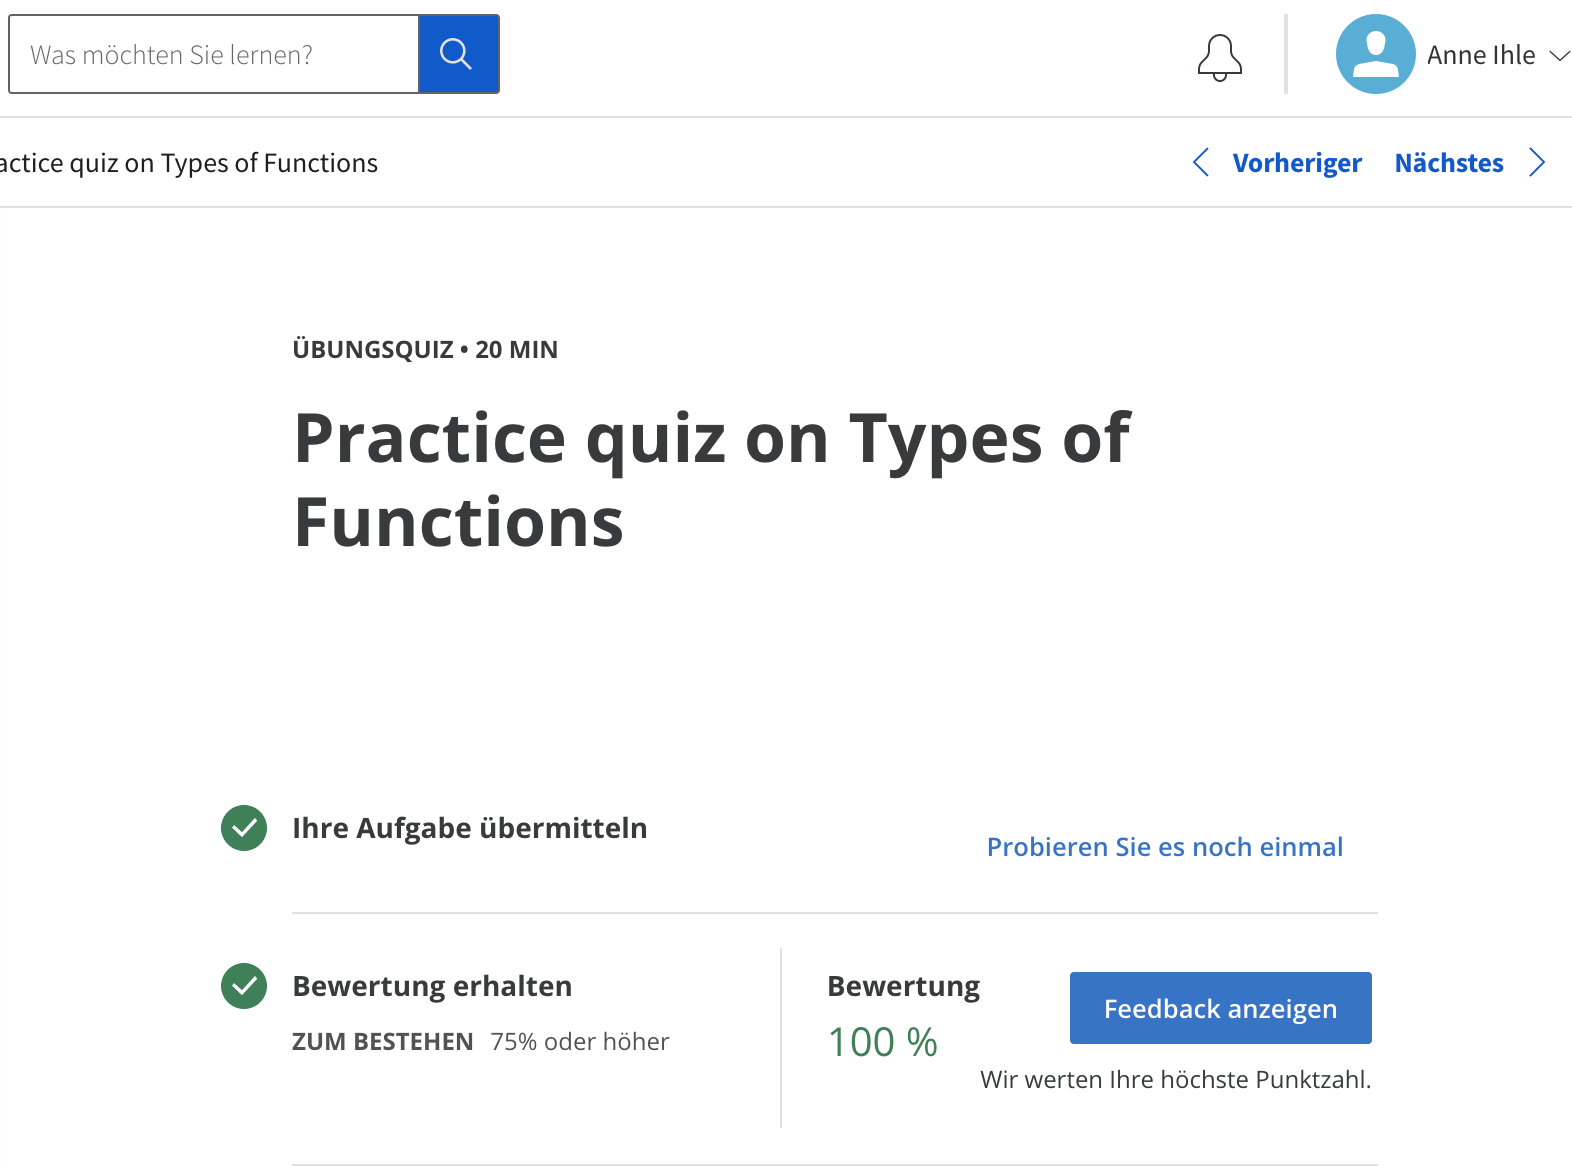 Was möchten Sie lernen?
Anne Ihle
actice quiz on Types of Functions
Vorheriger
Nächstes
ÜBUNGSQUIZ • 20 MIN
Practice quiz on Types of
Functions
Ihre Aufgabe übermitteln
Probieren Sie es noch einmal
Bewertung erhalten
ZUM BESTEHEN 75% oder höher
Bewertung
100 %
Feedback anzeigen
Wir werten Ihre höchste Punktzahl.